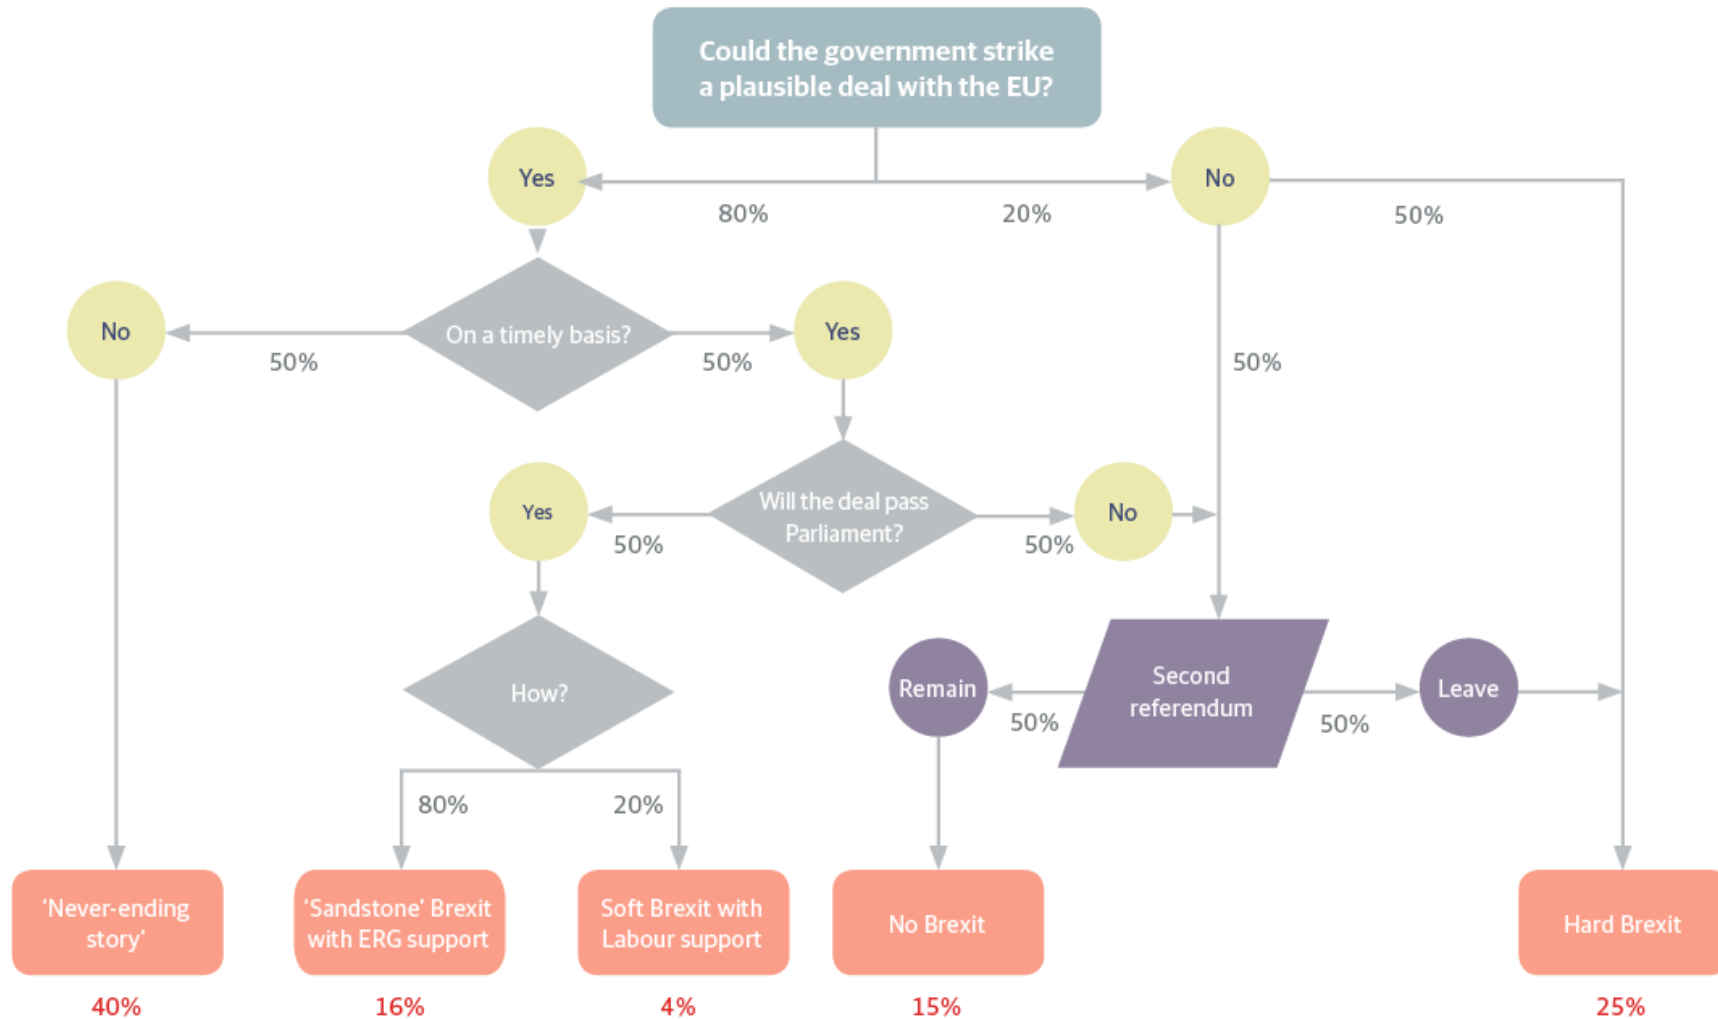 Could the government strike
a plausible deal with the EU?
Yes
No
80%
20%
50%
No
On a timely basis?
Yes
50%
50%
50%
Yes
Will the deal pass
Parliament?
No
50%
50%
How?
Remain
Second
referendum
Leave
50%
50%
80%
20%
'Never-ending
story'
‘Sandstone’ Brexit
with ERG support
Soft Brexit with
Labour support
No Brexit
Hard Brexit
40%
16%
4%
15%
25%